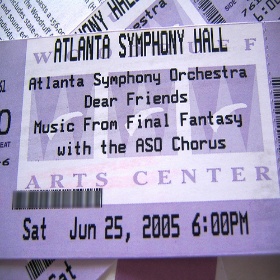 ATLANTA SYMPHONY HALL
Atlanta Symphony Orchestra
Dear Friends
Music From Final Fantasy
with the ASO Chorus
ARTS CENTER
Sat Jun 25, 2005 6:00PM
Sat